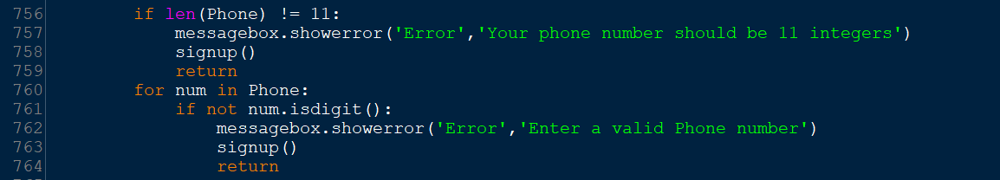 756         if len(Phone) != 11:
757             messagebox.showerror('Error','Your phone number should be 11 integers')
758             signup()
759             return
760         for num in Phone:
761             if not num.isdigit():
762                 messagebox.showerror('Error','Enter a valid Phone number')
763                 signup()
764                 return